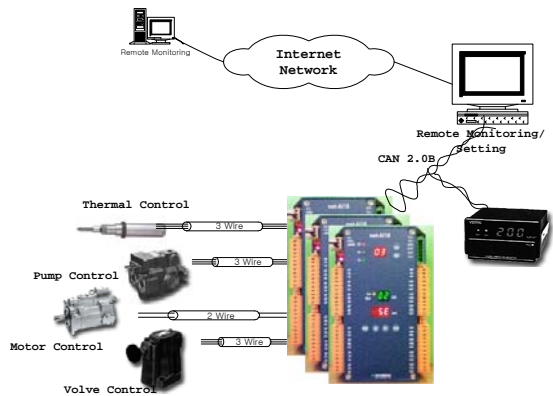 Remote Monitoring
Internet
Network
Remote Monitoring/
Setting
CAN 2.0B
200
Thermal Control
3 Wire
Pump Control
3 Wire
2 Wire
Motor Control
3 Wire
Volve Control
03
02
SE